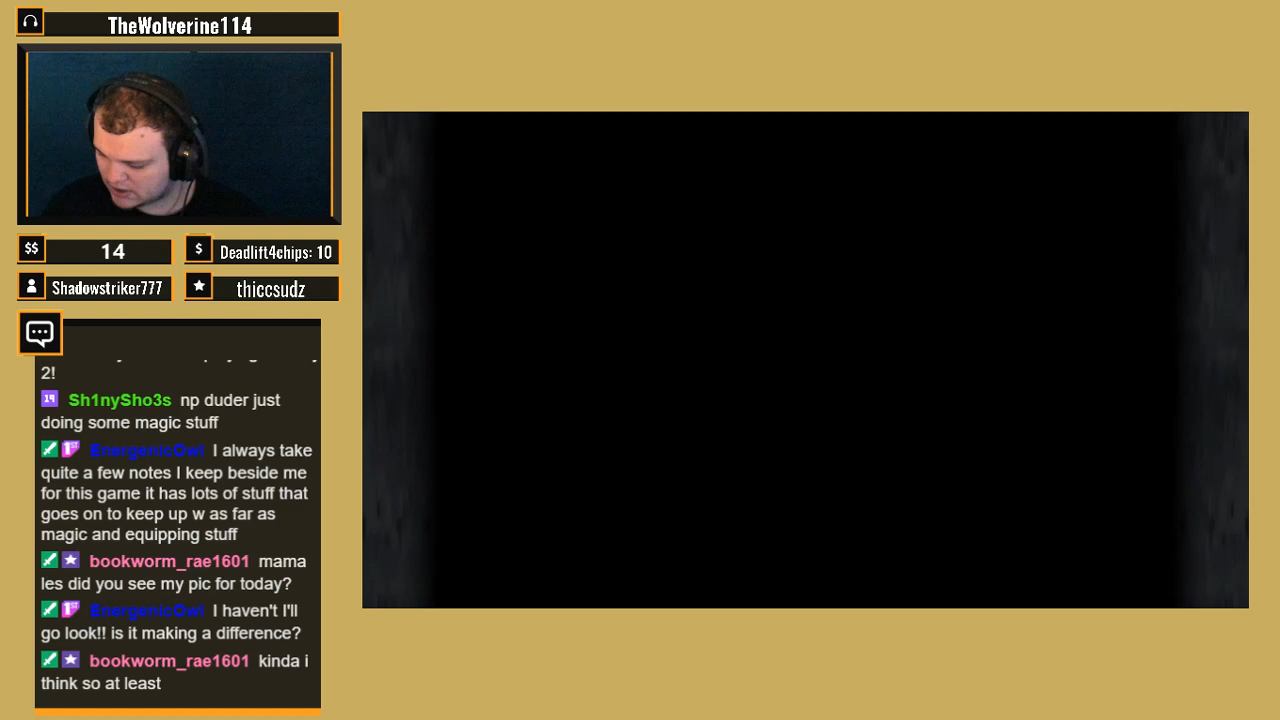 TheWolverine114
$$ 14
$ Deadlift4chips: 10
Shadowstriker777
thiccsudz
2!
19 Sh1nySho3s np duder just
doing some magic stuff
1ST EnergenicOwl I always take
quite a few notes I keep beside me
for this game it has lots of stuff that
goes on to keep up w as far as
magic and equipping stuff
bookworm_rae1601 mama
les did you see my pic for today?
1ST EnergenicOwl I haven't I'll
go look!! is it making a difference?
bookworm_rae1601 kinda i
think so at least